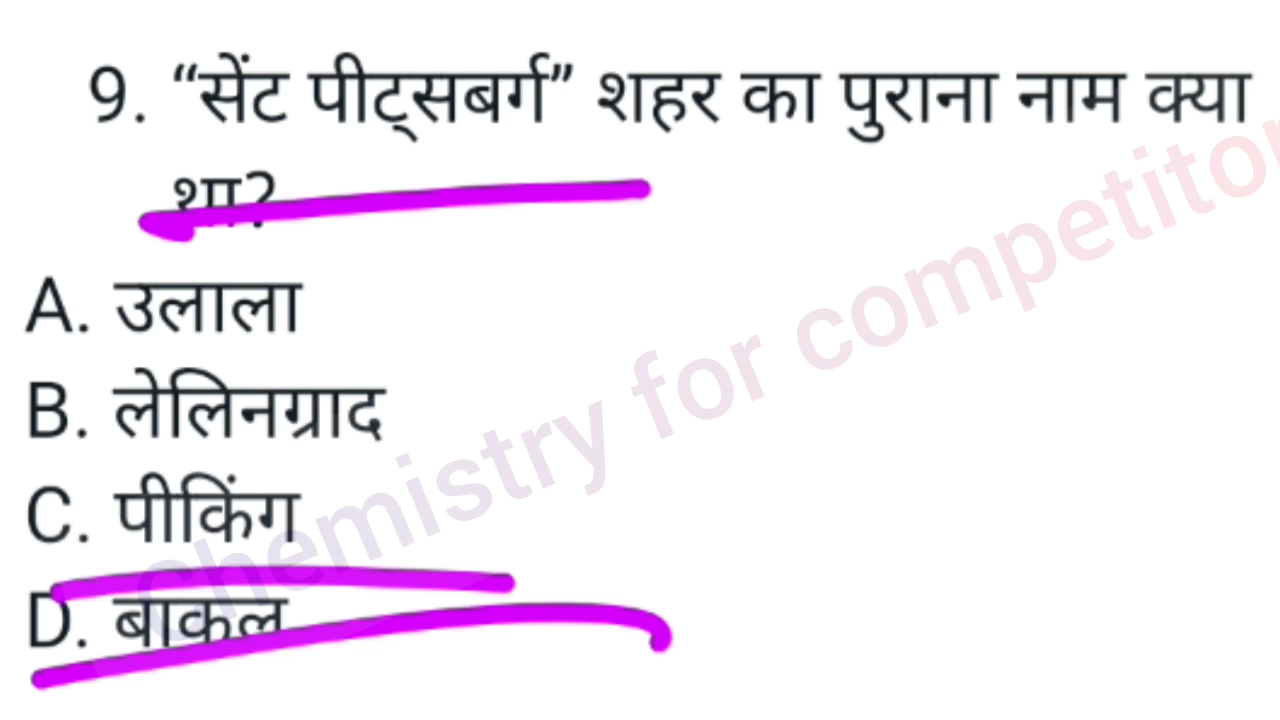 9. “सेंट पीट्सबर्ग” शहर का पुराना नाम क्या
था?
A. उलाला
B. लेलिनग्राद
C. पीकिंग
D. बाकल
Chemistry for competitor